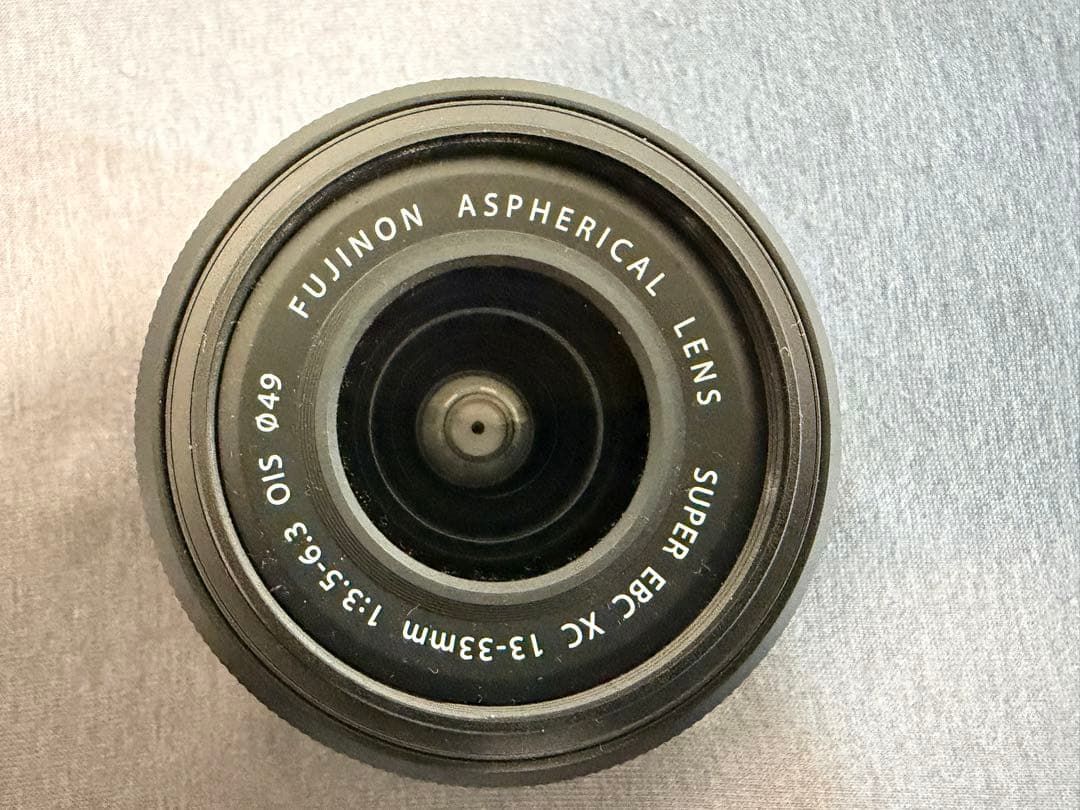 FUJINON ASPHERICAL LENS SUPER EBC XC 13-33mm 1:3.5-6.3 OIS Ø49